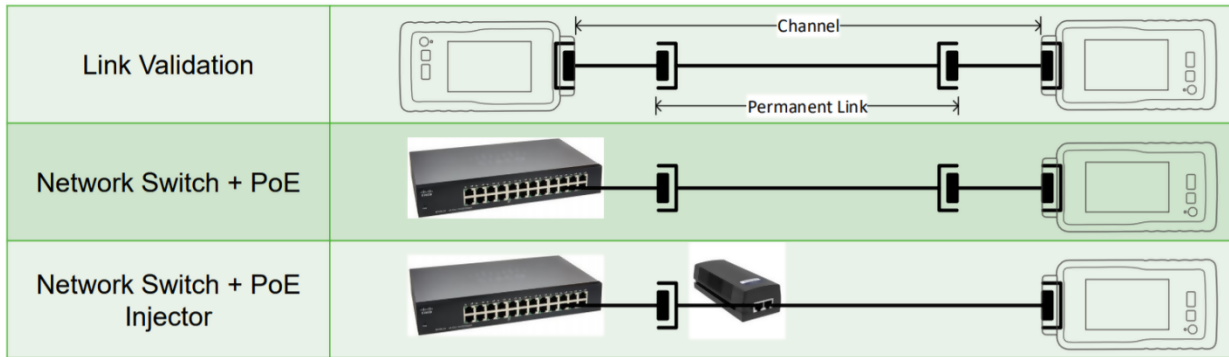 Link Validation
Channel
Permanent Link
Network Switch + PoE
Network Switch + PoE
Injector